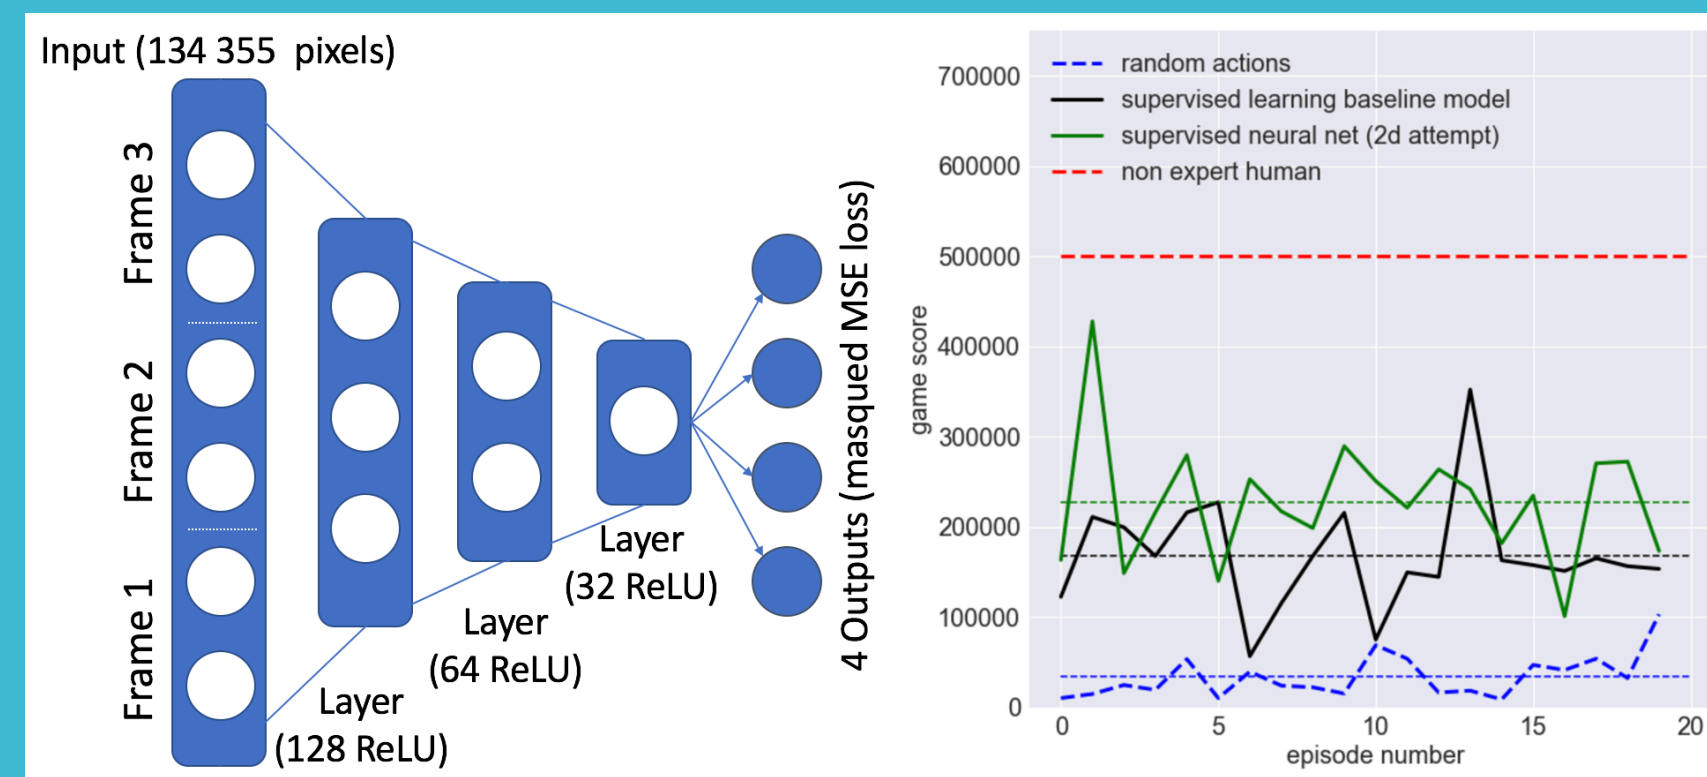 Input (134 355 pixels)
Frame 3
Frame 2
Frame 1
Layer
(128 ReLU)
Layer
(64 ReLU)
Layer
(32 ReLU)
4 Outputs (masqued MSE loss)
random actions
supervised learning baseline model
supervised neural net (2d attempt)
non expert human
game score
700000
600000
500000
400000
300000
200000
100000
0
0 5 10 15 20
episode number